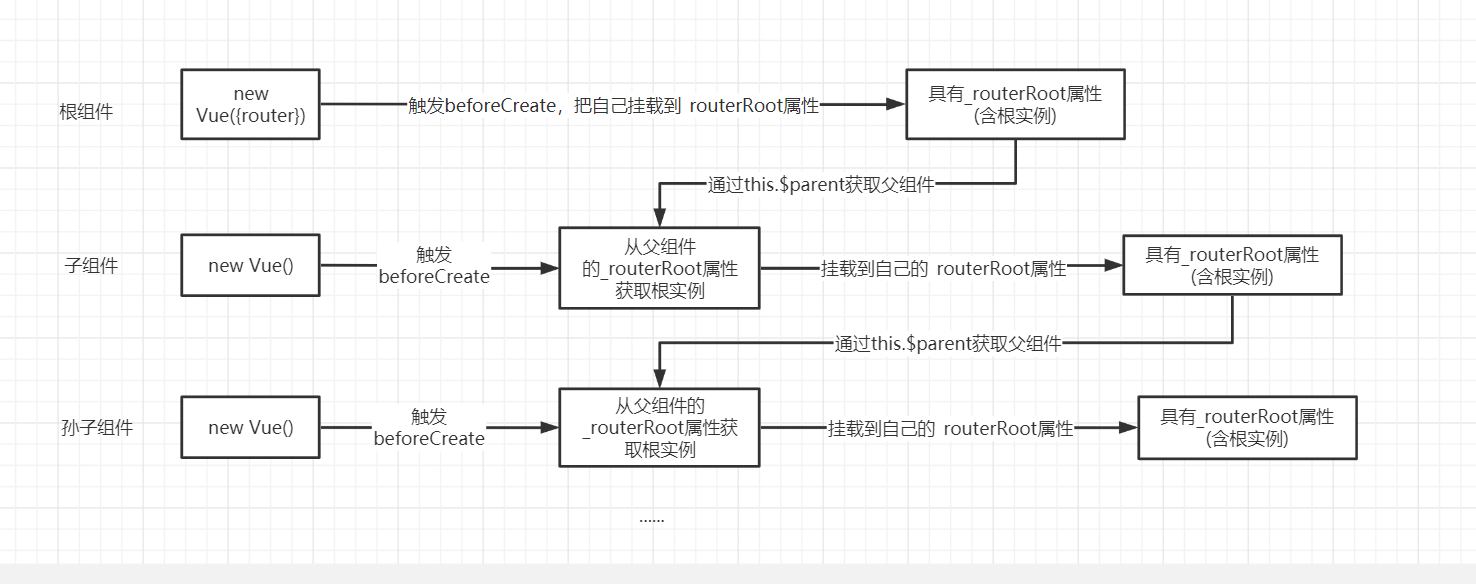 根组件
new
Vue({router})
触发beforeCreate，把自己挂载到 routerRoot属性
具有_routerRoot属性
(含根实例)
通过this.$parent获取父组件
子组件
new Vue()
触发
beforeCreate
从父组件
的_routerRoot属性
获取根实例
挂载到自己的 routerRoot属性
具有_routerRoot属性
(含根实例)
通过this.$parent获取父组件
孙子组件
new Vue()
触发
beforeCreate
从父组件的
_routerRoot属性获
取根实例
挂载到自己的 routerRoot属性
具有_routerRoot属性
(含根实例)
......